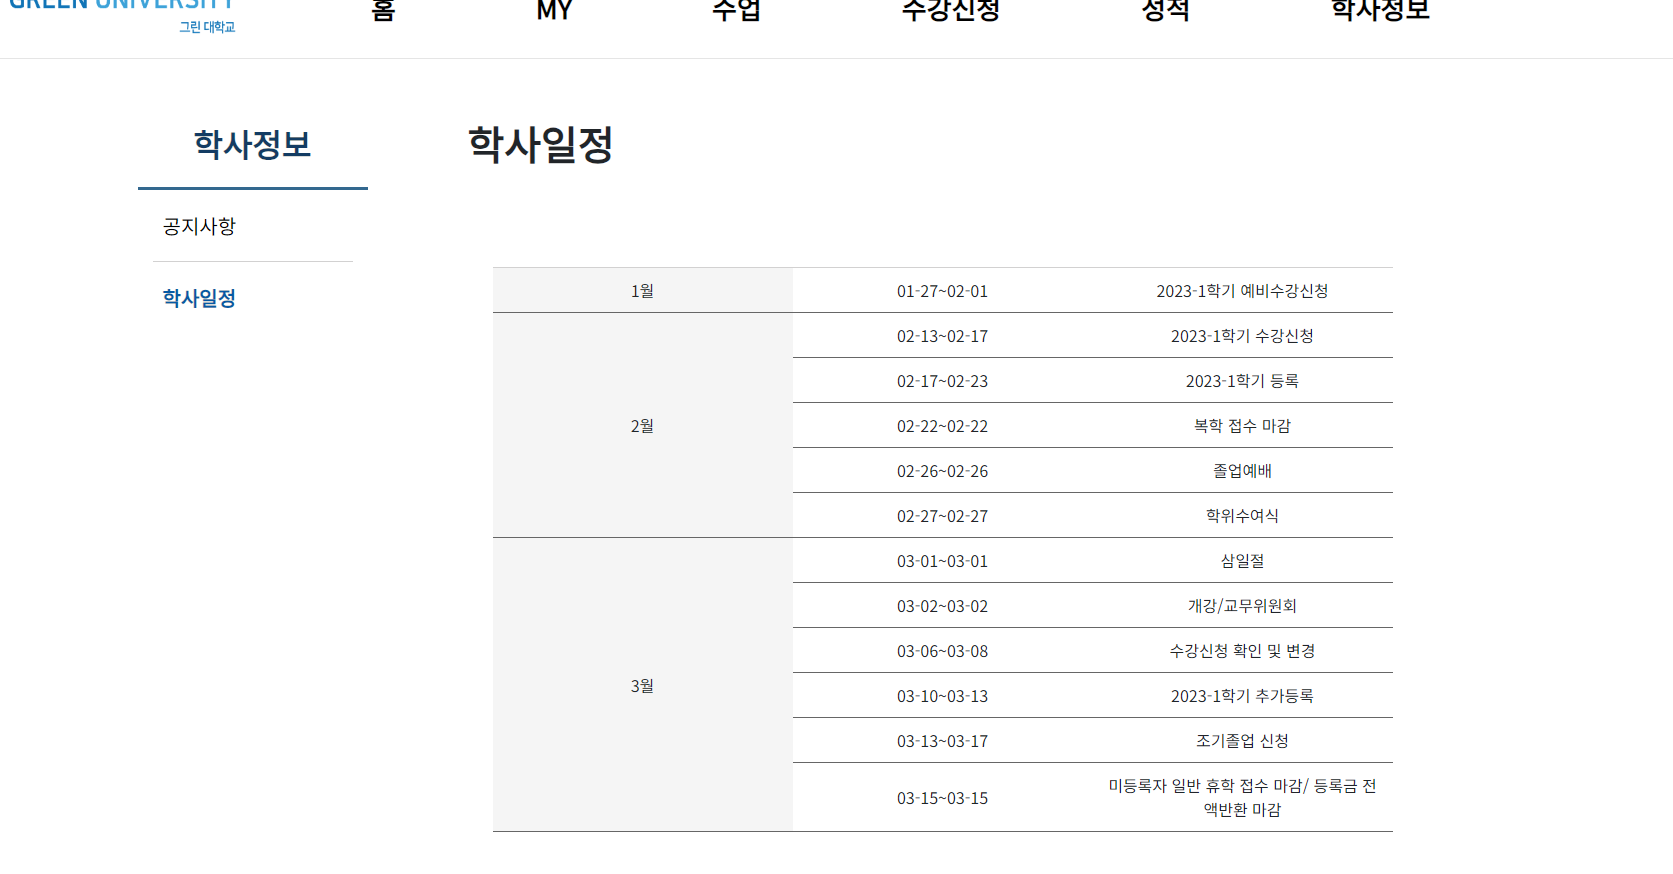 GREEN UNIVERSITY
그린 대학교
홈 MY 수업 수강신청 성적 학사정보
학사정보
공지사항
학사일정
학사일정
1월 01-27~02-01 2023-1학기 예비수강신청
2월
02-13~02-17 2023-1학기 수강신청
02-17~02-23 2023-1학기 등록
02-22~02-22 복학 접수 마감
02-26~02-26 졸업예배
02-27~02-27 학위수여식
3월
03-01~03-01 삼일절
03-02~03-02 개강/교무위원회
03-06~03-08 수강신청 확인 및 변경
03-10~03-13 2023-1학기 추가등록
03-13~03-17 조기졸업 신청
03-15~03-15 미등록자 일반 휴학 접수 마감/ 등록금 전
액반환 마감